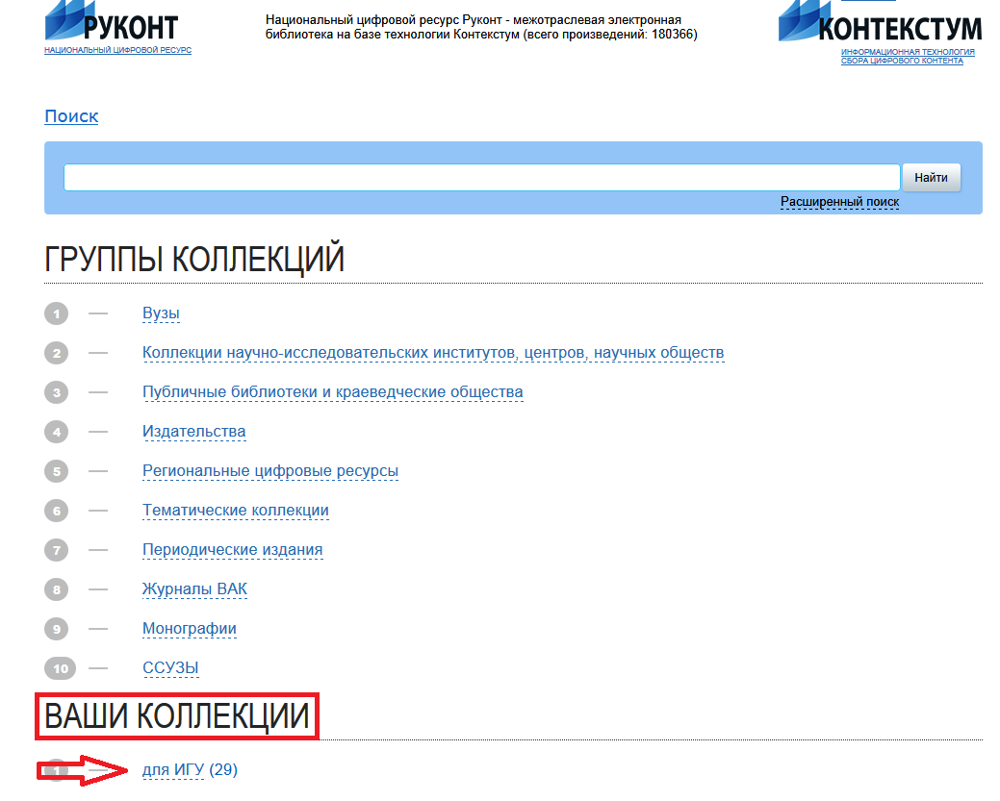 РУКОНТ
НАЦИОНАЛЬНЫЙ ЦИФРОВОЙ РЕСУРС
Национальный цифровой ресурс Руконт - межотраслевая электронная
библиотека на базе технологии Контекстум (всего произведений: 180366)
КОНТЕКСТУМ
ИНФОРМАЦИОННАЯ ТЕХНОЛОГИЯ
СБОРА ЦИФРОВОГО КОНТЕНТА
Поиск
Найти
Расширенный поиск
ГРУППЫ КОЛЛЕКЦИЙ
1 — Вузы
2 — Коллекции научно-исследовательских институтов, центров, научных обществ
3 — Публичные библиотеки и краеведческие общества
4 — Издательства
5 — Региональные цифровые ресурсы
6 — Тематические коллекции
7 — Периодические издания
8 — Журналы ВАК
9 — Монографии
10 — ССУЗЫ
ВАШИ КОЛЛЕКЦИИ
1 — для ИГУ (29)